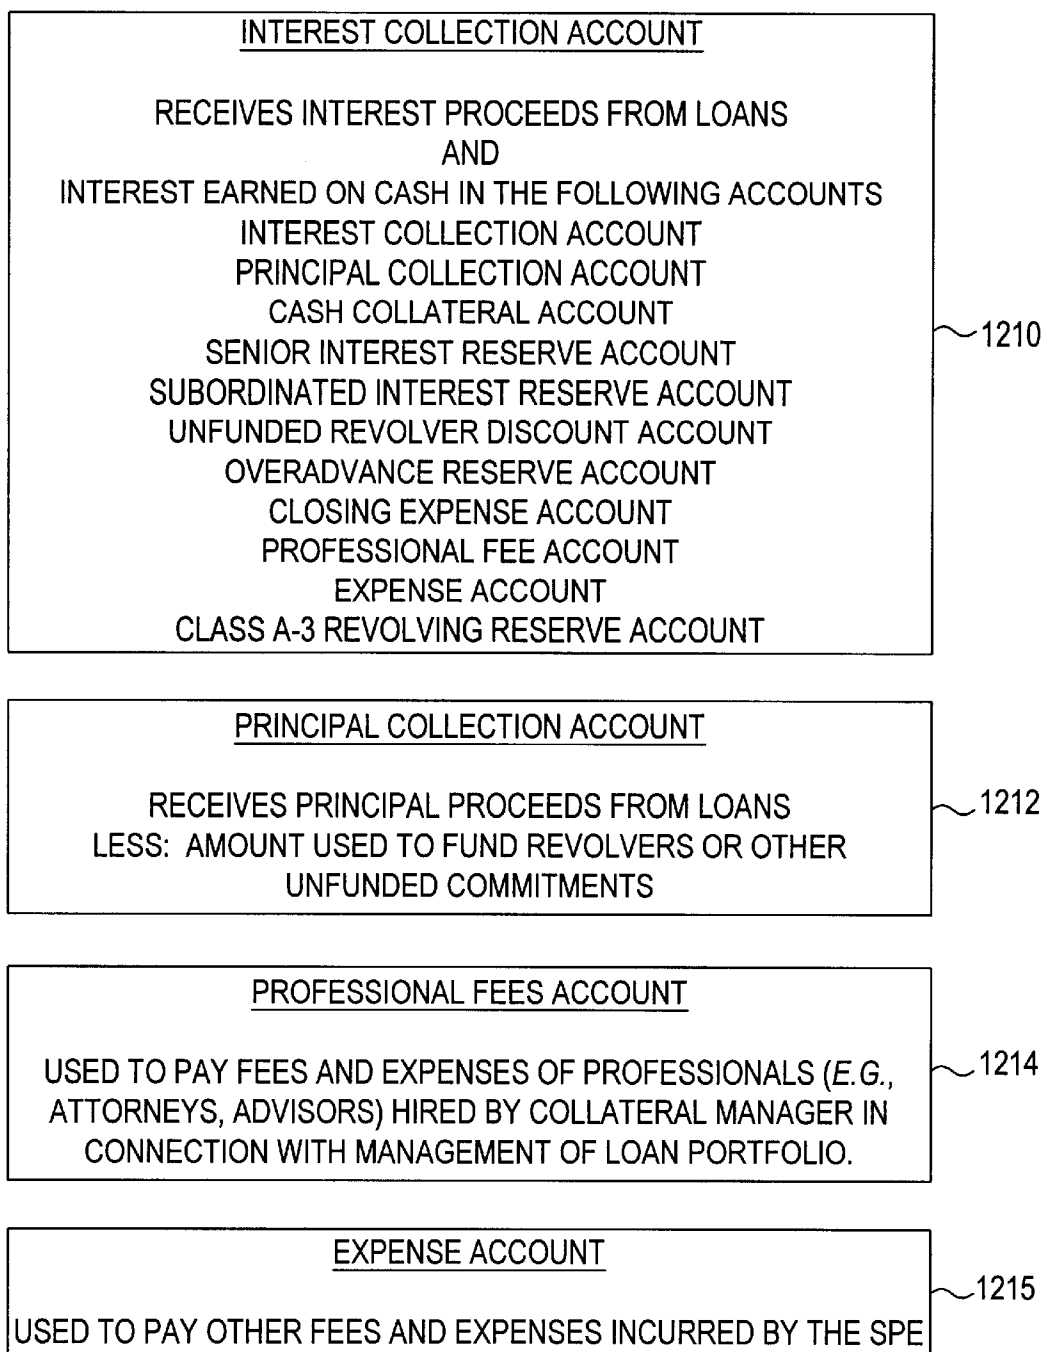 INTEREST COLLECTION ACCOUNT
RECEIVES INTEREST PROCEEDS FROM LOANS
AND
INTEREST EARNED ON CASH IN THE FOLLOWING ACCOUNTS
INTEREST COLLECTION ACCOUNT
PRINCIPAL COLLECTION ACCOUNT
CASH COLLATERAL ACCOUNT
SENIOR INTEREST RESERVE ACCOUNT
SUBORDINATED INTEREST RESERVE ACCOUNT
UNFUNDED REVOLVER DISCOUNT ACCOUNT
OVERADVANCE RESERVE ACCOUNT
CLOSING EXPENSE ACCOUNT
PROFESSIONAL FEE ACCOUNT
EXPENSE ACCOUNT
CLASS A-3 REVOLVING RESERVE ACCOUNT
1210
PRINCIPAL COLLECTION ACCOUNT
RECEIVES PRINCIPAL PROCEEDS FROM LOANS
LESS: AMOUNT USED TO FUND REVOLVERS OR OTHER
UNFUNDED COMMITMENTS
1212
PROFESSIONAL FEES ACCOUNT
USED TO PAY FEES AND EXPENSES OF PROFESSIONALS (E.G.,
ATTORNEYS, ADVISORS) HIRED BY COLLATERAL MANAGER IN
CONNECTION WITH MANAGEMENT OF LOAN PORTFOLIO.
1214
EXPENSE ACCOUNT
USED TO PAY OTHER FEES AND EXPENSES INCURRED BY THE SPE
1215